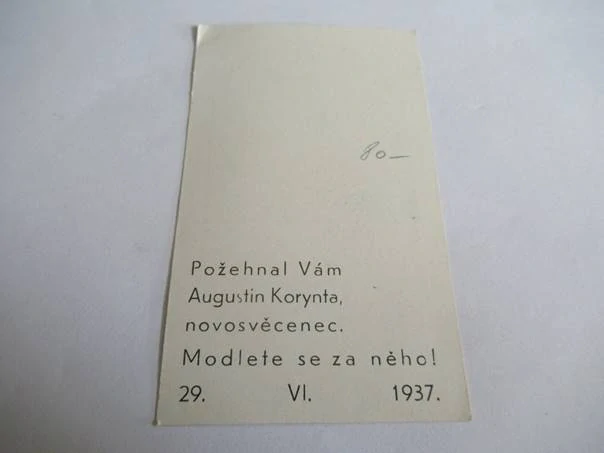 80—
Požehnal Vám
Augustin Korynta,
novosvěcenec.
Modlete se za něho!
29. VI. 1937.